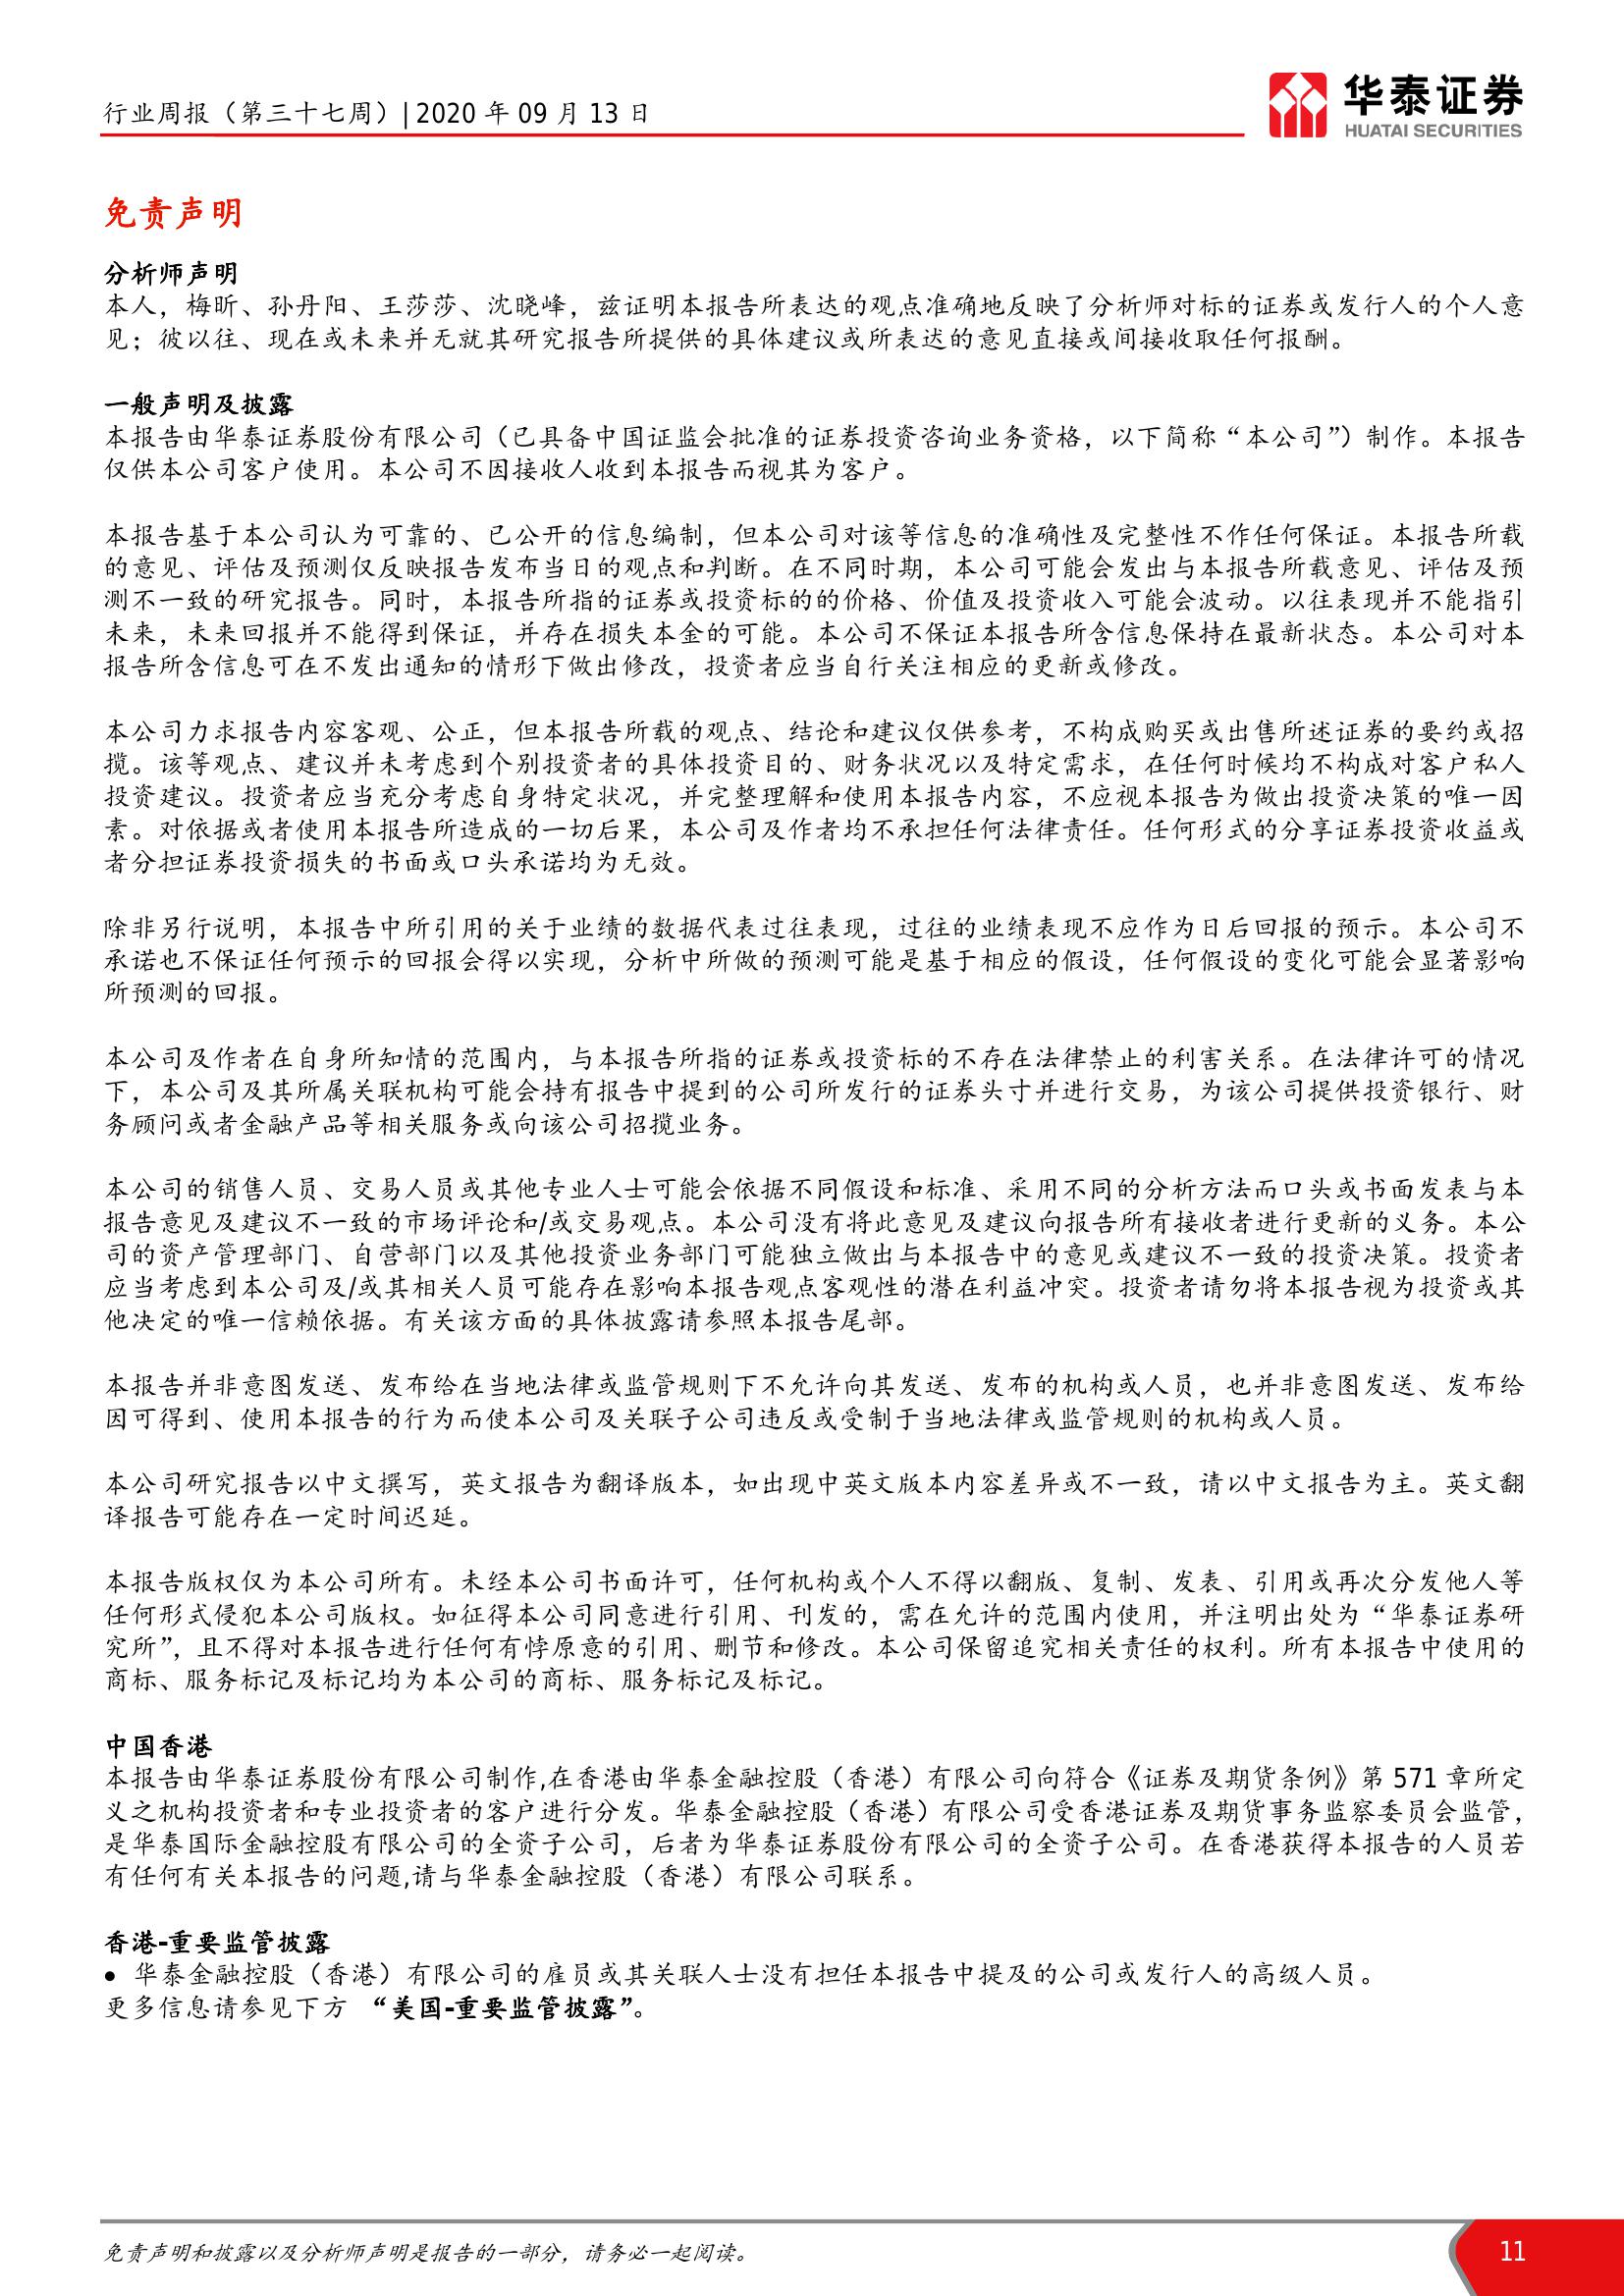 行业周报（第三十七周）| 2020 年 09 月 13 日
华泰证券
HUATAI SECURITIES
免责声明
分析师声明
本人，梅昕、孙丹阳、王莎莎、沈晓峰，兹证明本报告所表达的观点准确地反映了分析师对标的证券或发行人的个人意
见；彼以往、现在或未来并无就其研究报告所提供的具体建议或所表达的意见直接或间接收取任何报酬。
一般声明及披露
本报告由华泰证券股份有限公司（已具备中国证监会批准的证券投资咨询业务资格，以下简称“本公司”）制作。本报告
仅供本公司客户使用。本公司不因接收人收到本报告而视其为客户。
本报告基于本公司认为可靠的、已公开的信息编制，但本公司对该等信息的准确性及完整性不作任何保证。本报告所载
的意见、评估及预测仅反映报告发布当日的观点和判断。在不同时期，本公司可能会发出与本报告所载意见、评估及预
测不一致的研究报告。同时，本报告所指的证券或投资标的的价格、价值及投资收入可能会波动。以往表现并不能指引
未来，未来回报并不能得到保证，并存在损失本金的可能。本公司不保证本报告所含信息保持在最新状态。本公司对本
报告所含信息可在不发出通知的情形下做出修改，投资者应当自行关注相应的更新或修改。
本公司力求报告内容客观、公正，但本报告所载的观点、结论和建议仅供参考，不构成购买或出售所述证券的要约或招
揽。该等观点、建议并未考虑到个别投资者的具体投资目的、财务状况以及特定需求，在任何时候均不构成对客户私人
投资建议。投资者应当充分考虑自身特定状况，并完整理解和使用本报告内容，不应视本报告为做出投资决策的唯一因
素。对依据或者使用本报告所造成的一切后果，本公司及作者均不承担任何法律责任。任何形式的分享证券投资收益或
者分担证券投资损失的书面或口头承诺均为无效。
除非另行说明，本报告中所引用的关于业绩的数据代表过往表现，过往的业绩表现不应作为日后回报的预示。本公司不
承诺也不保证任何预示的回报会得以实现，分析中所做的预测可能是基于相应的假设，任何假设的变化可能会显著影响
所预测的回报。
本公司及作者在自身所知情的范围内，与本报告所指的证券或投资标的不存在法律禁止的利害关系。在法律许可的情况
下，本公司及其所属关联机构可能会持有报告中提到的公司所发行的证券头寸并进行交易，为该公司提供投资银行、财
务顾问或者金融产品等相关服务或向该公司招揽业务。
本公司的销售人员、交易人员或其他专业人士可能会依据不同假设和标准、采用不同的分析方法而口头或书面发表与本
报告意见及建议不一致的市场评论和/或交易观点。本公司没有将此意见及建议向报告所有接收者进行更新的义务。本公
司的资产管理部门、自营部门以及其他投资业务部门可能独立做出与本报告中的意见或建议不一致的投资决策。投资者
应当考虑到本公司及/或其相关人员可能存在影响本报告观点客观性的潜在利益冲突。投资者请勿将本报告视为投资或其
他决定的唯一信赖依据。有关该方面的具体披露请参照本报告尾部。
本报告并非意图发送、发布给在当地法律或监管规则下不允许向其发送、发布的机构或人员，也并非意图发送、发布给
因可得到、使用本报告的行为而使本公司及关联子公司违反或受制于当地法律或监管规则的机构或人员。
本公司研究报告以中文撰写，英文报告为翻译版本，如出现中英文版本内容差异或不一致，请以中文报告为主。英文翻
译报告可能存在一定时间迟延。
本报告版权仅为本公司所有。未经本公司书面许可，任何机构或个人不得以翻版、复制、发表、引用或再次分发他人等
任何形式侵犯本公司版权。如征得本公司同意进行引用、刊发的，需在允许的范围内使用，并注明出处为“华泰证券研
究所”，且不得对本报告进行任何有悖原意的引用、删节和修改。本公司保留追究相关责任的权利。所有本报告中使用的
商标、服务标记及标记均为本公司的商标、服务标记及标记。
中国香港
本报告由华泰证券股份有限公司制作,在香港由华泰金融控股（香港）有限公司向符合《证券及期货条例》第 571 章所定
义之机构投资者和专业投资者的客户进行分发。华泰金融控股（香港）有限公司受香港证券及期货事务监察委员会监管，
是华泰国际金融控股有限公司的全资子公司，后者为华泰证券股份有限公司的全资子公司。在香港获得本报告的人员若
有任何有关本报告的问题,请与华泰金融控股（香港）有限公司联系。
香港-重要监管披露
• 华泰金融控股（香港）有限公司的雇员或其关联人士没有担任本报告中提及的公司或发行人的高级人员。
更多信息请参见下方 “美国-重要监管披露”。
免责声明和披露以及分析师声明是报告的一部分，请务必一起阅读。
11